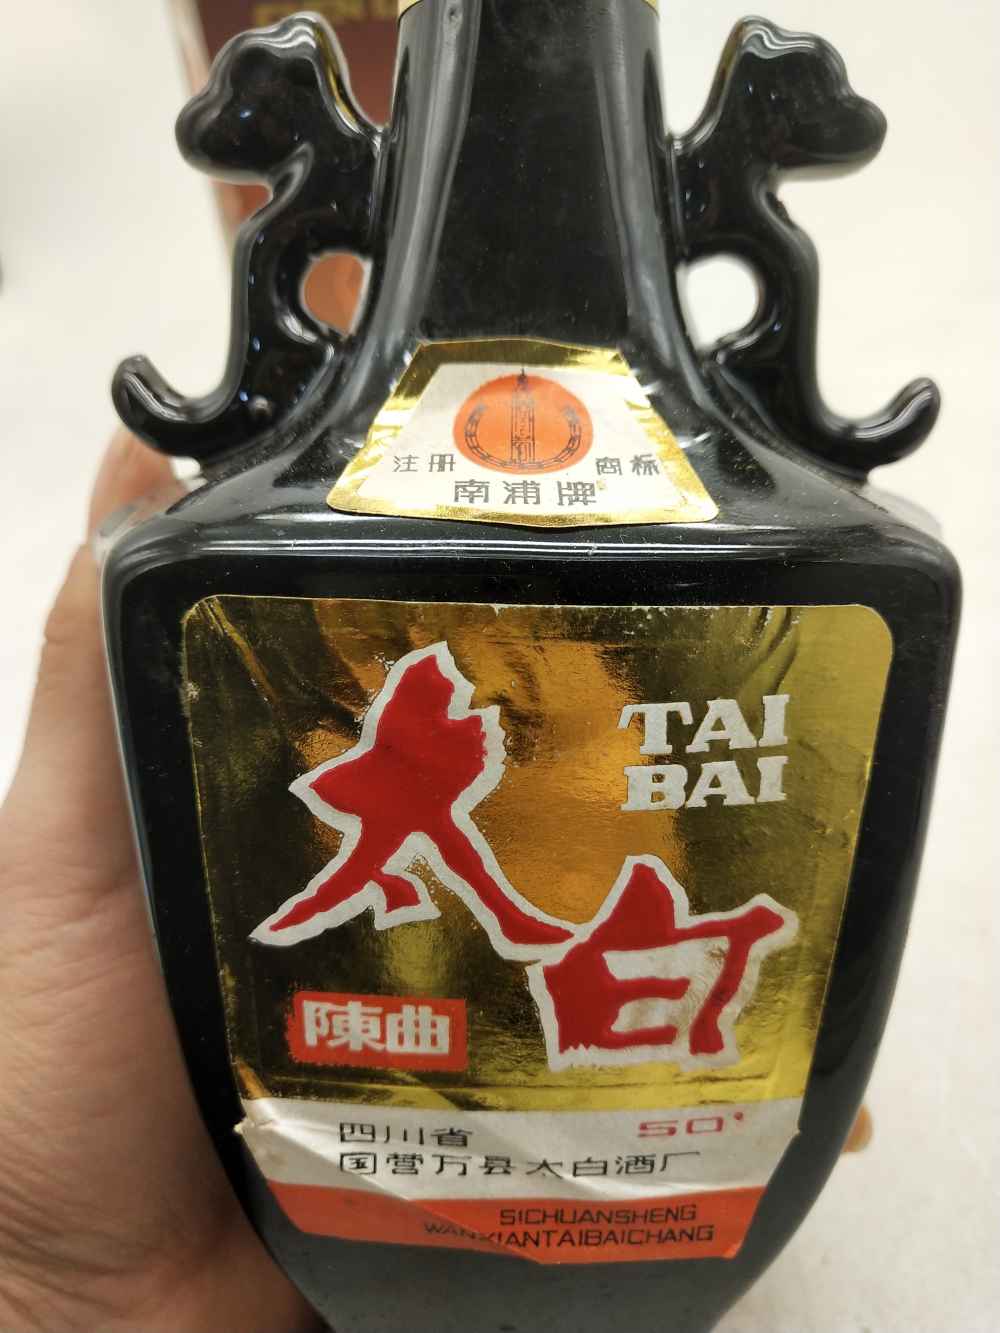 注册 商标
南浦牌
TAI
BAI
太白
陳曲
四川省 50°
国营万县太白酒厂
SICHUANSHENG
WANXIANTAIBAICHANG